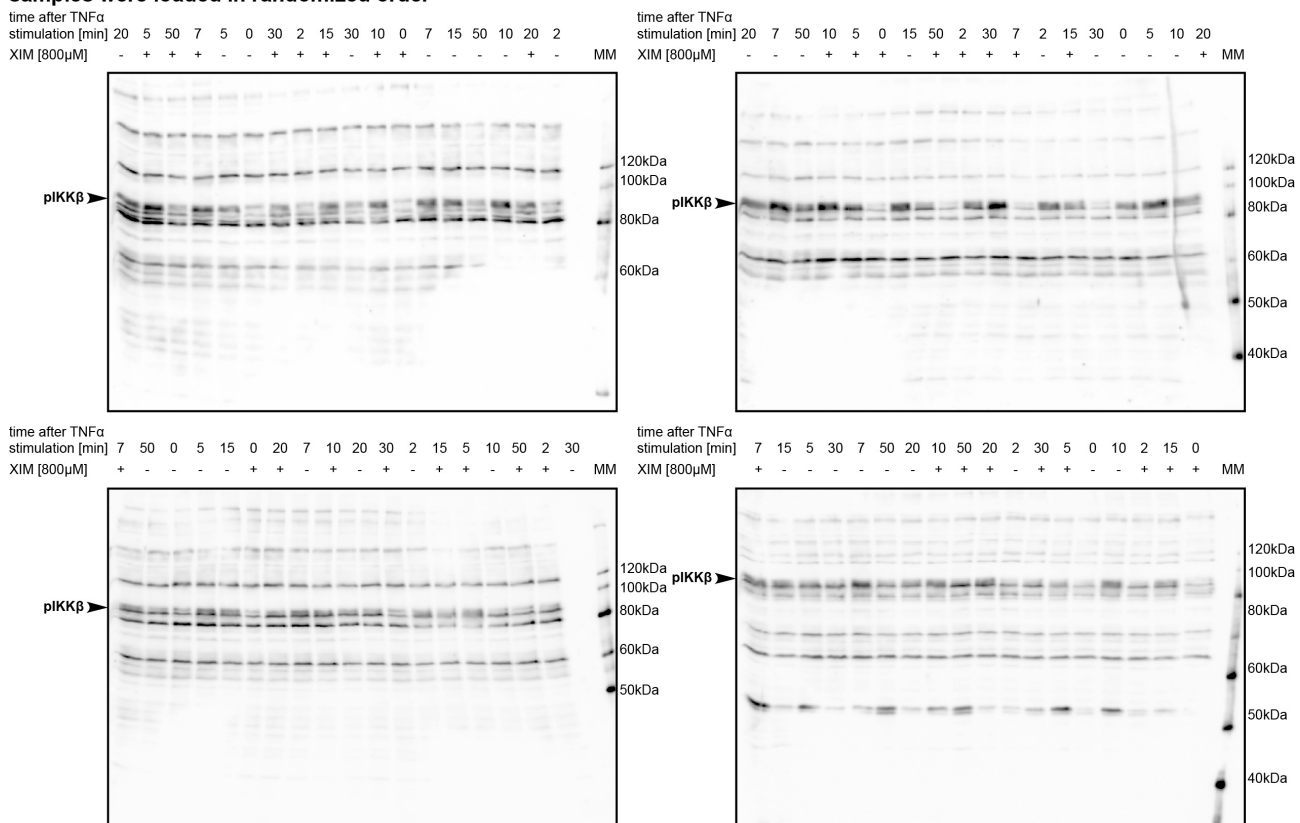 samples were loaded in randomized order
time after TNFα
stimulation [min] 20 5 50 7 5 0 30 2 15 30 10 0 7 15 50 10 20 2
XIM [800µM] - + + + - - + + + - + + - - - - + - MM
120kDa
100kDa
pIKKβ
80kDa
60kDa
time after TNFα
stimulation [min] 20 7 50 10 5 0 15 50 2 30 7 2 15 30 0 5 10 20
XIM [800µM] - - - + + + - + + + + - + - - - - + MM
120kDa
100kDa
pIKKβ
80kDa
60kDa
50kDa
40kDa
time after TNFα
stimulation [min] 7 50 0 5 15 0 20 7 10 20 30 2 15 5 10 50 2 30
XIM [800µM] + - - - - + + - + - + - + + - + + - MM
120kDa
100kDa
pIKKβ
80kDa
60kDa
50kDa
time after TNFα
stimulation [min] 7 15 5 30 7 50 20 10 50 20 2 30 5 0 10 2 15 0
XIM [800µM] + - - - - - - + + + - + + - - + + + MM
120kDa
100kDa
pIKKβ
80kDa
60kDa
50kDa
40kDa